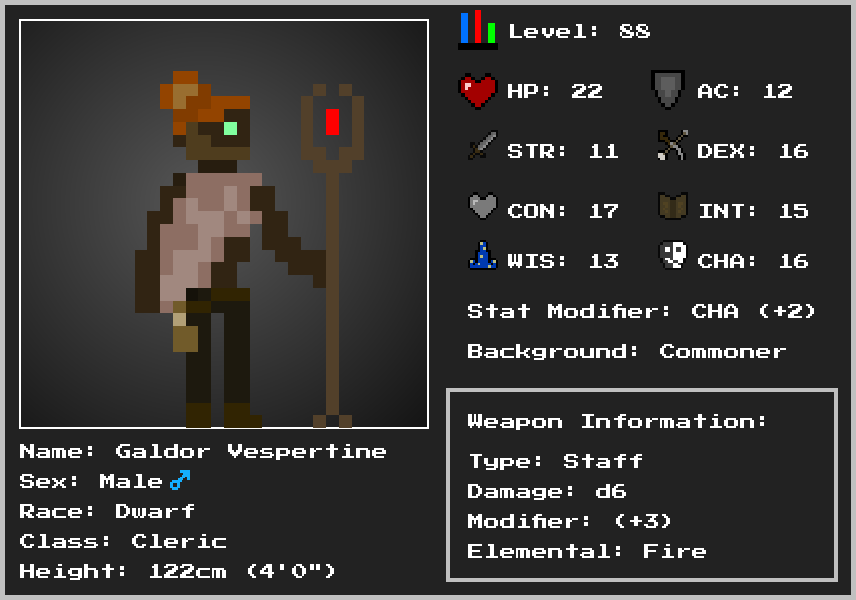 Level: 88
HP: 22 AC: 12
STR: 11 DEX: 16
CON: 17 INT: 15
WIS: 13 CHA: 16
Stat Modifier: CHA (+2)
Background: Commoner
Weapon Information:
Type: Staff
Damage: d6
Modifier: (+3)
Elemental: Fire
Name: Galdor Vespertine
Sex: Male♂
Race: Dwarf
Class: Cleric
Height: 122cm (4'0")